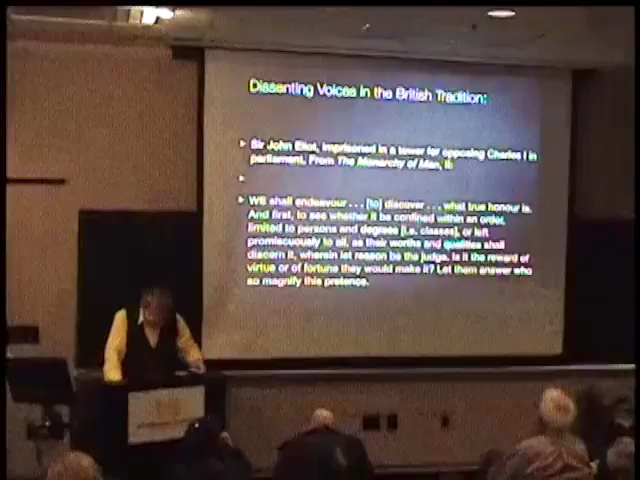 Dissenting Voices in the British Tradition:
Sir John Eliot, imprisoned in a tower for opposing Charles I in
parliament. From The Monarchy of Man, II:
WE shall endeavour . . . [to] discover . . . what true honour is.
And first, to see whether it be confined within an order,
limited to persons and degrees [i.e. classes], or left
promiscuously to all, as their worths and qualities shall
discern it, wherein let reason be the judge. Is it the reward of
virtue or of fortune they would make it? Let them answer who
so magnify this pretence.